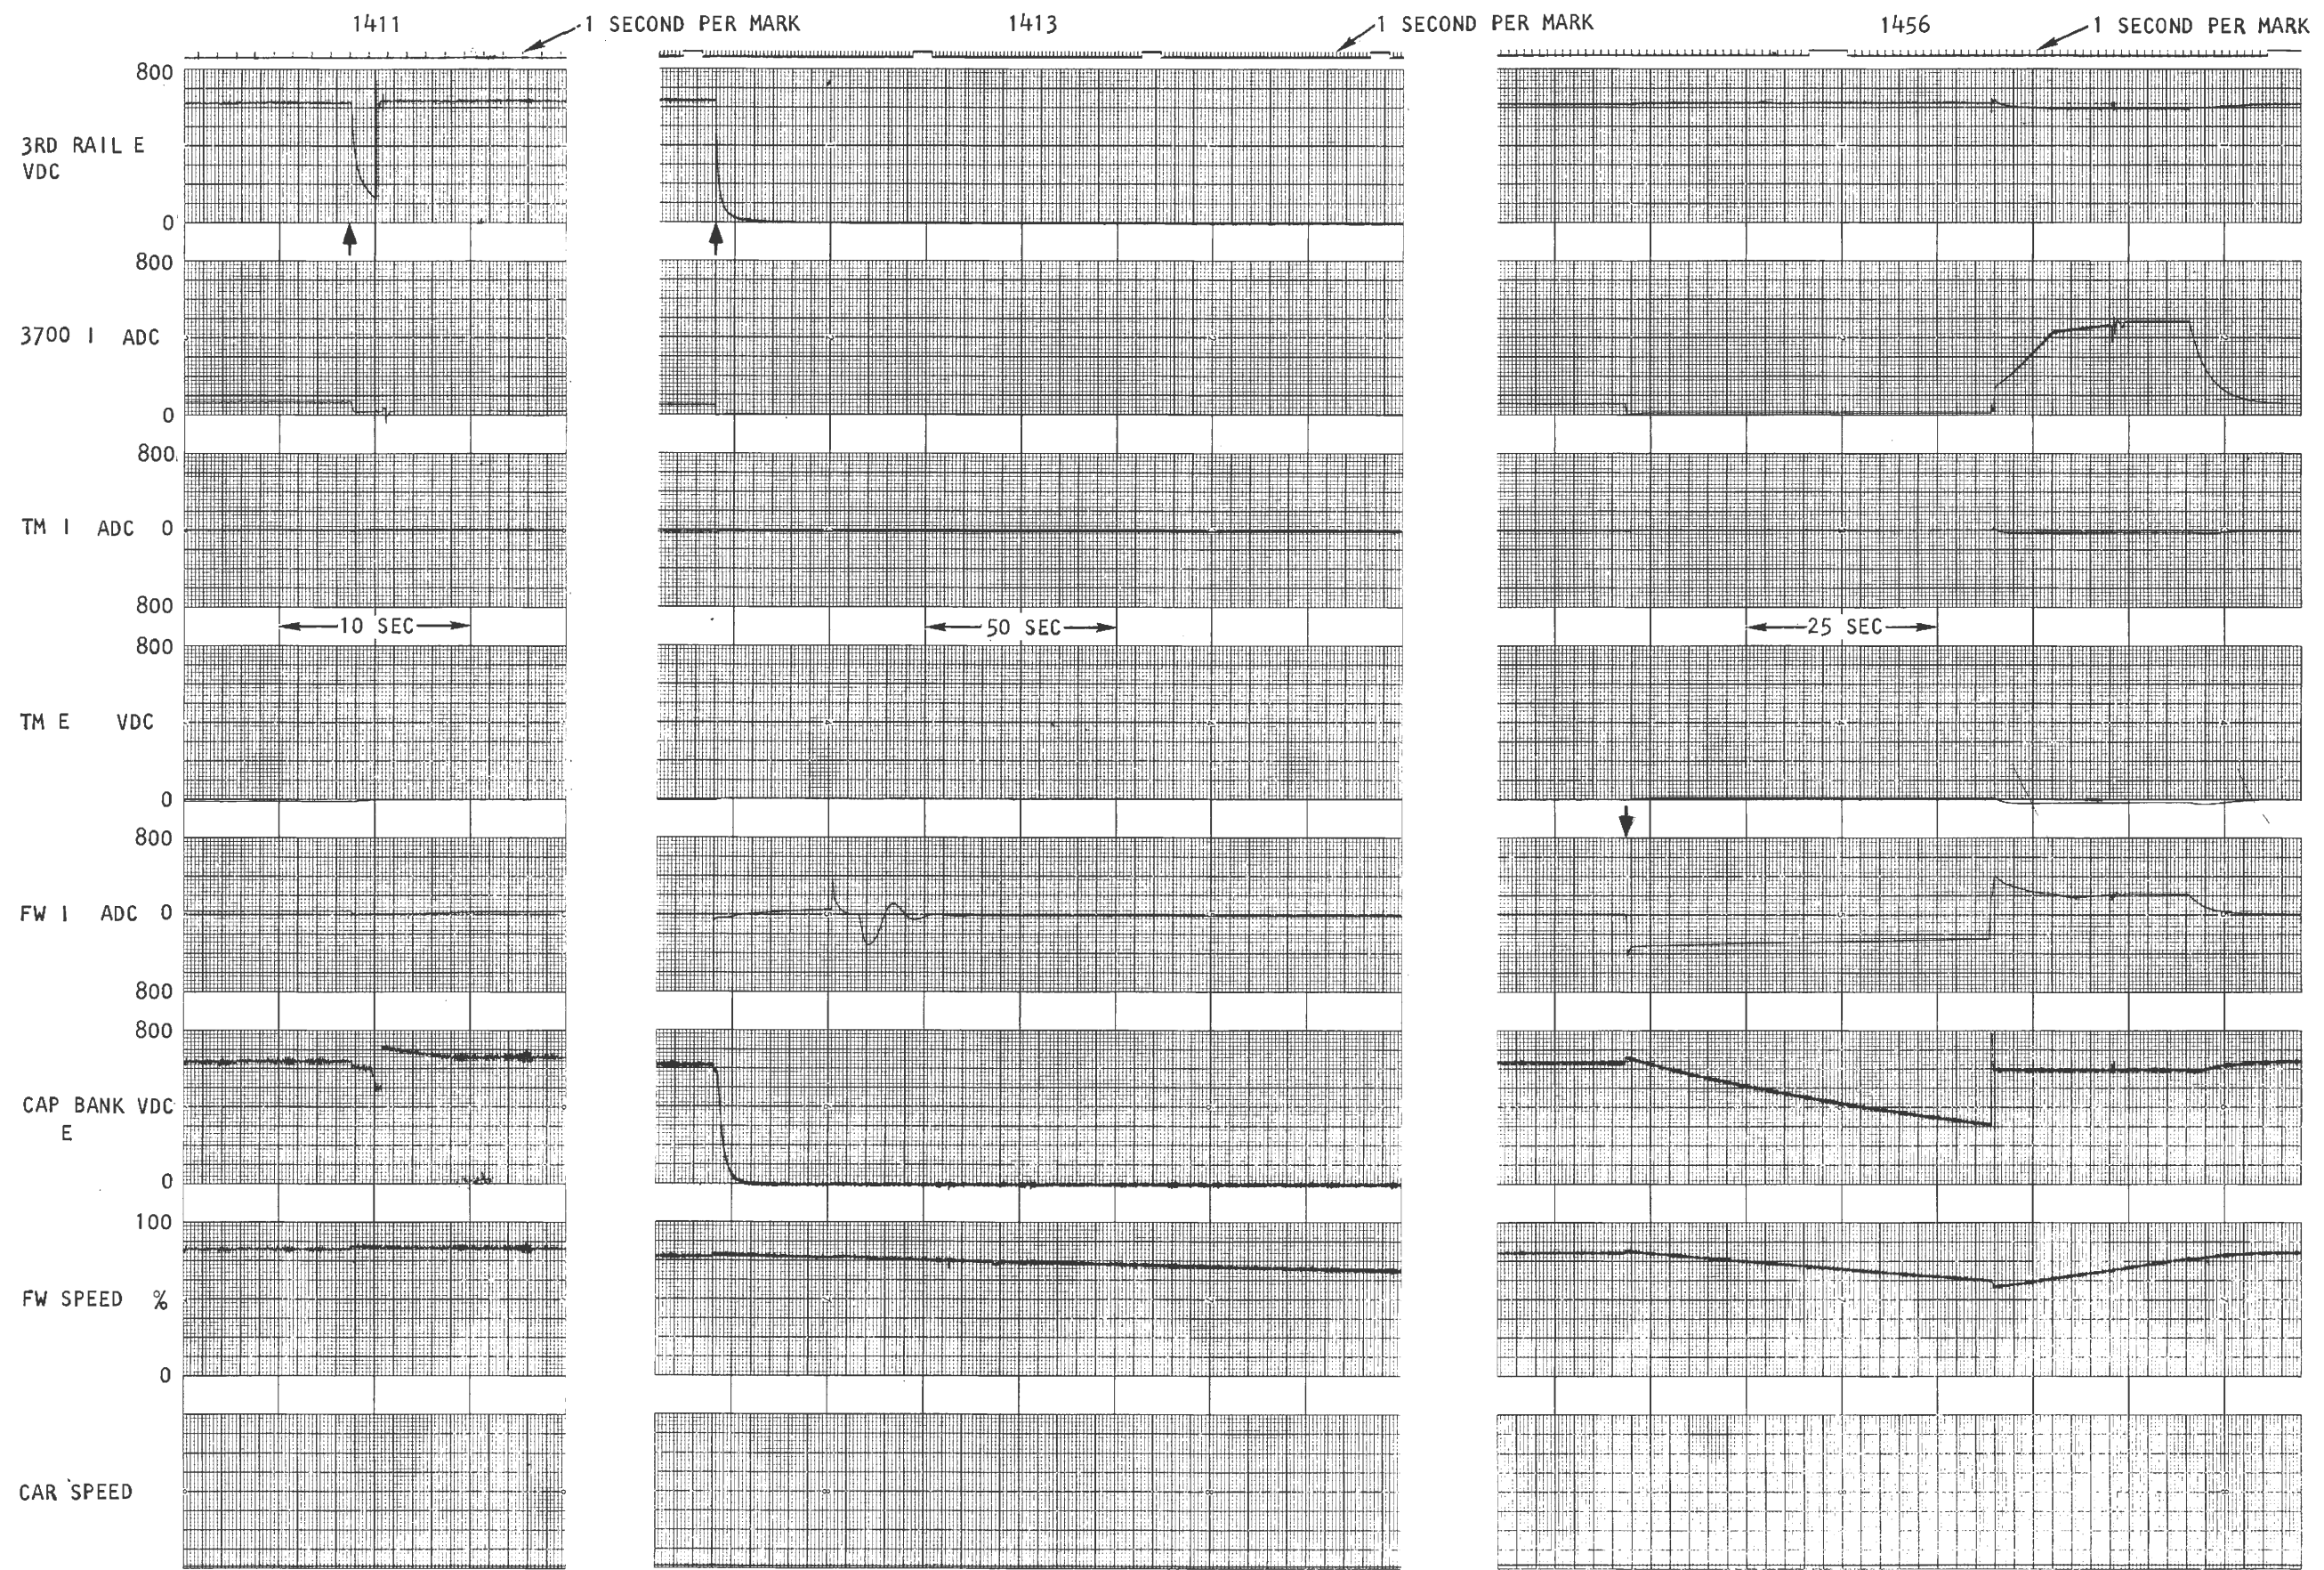 1411
1 SECOND PER MARK
1413
1 SECOND PER MARK
1456
1 SECOND PER MARK
800
3RD RAIL E
VDC
0
800
3700 I ADC
0
800
TM I ADC 0
800
10 SEC
50 SEC
25 SEC
800
TM E VDC
0
800
FW I ADC 0
800
800
CAP BANK VDC
E
0
100
FW SPEED %
0
CAR SPEED